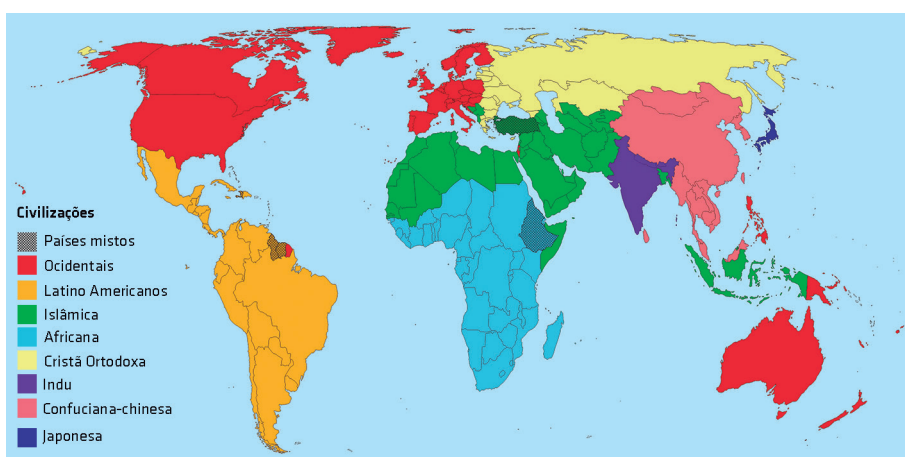 Civilizações
Países mistos
Ocidentais
Latino Americanos
Islâmica
Africana
Cristã Ortodoxa
Indu
Confuciana-chinesa
Japonesa